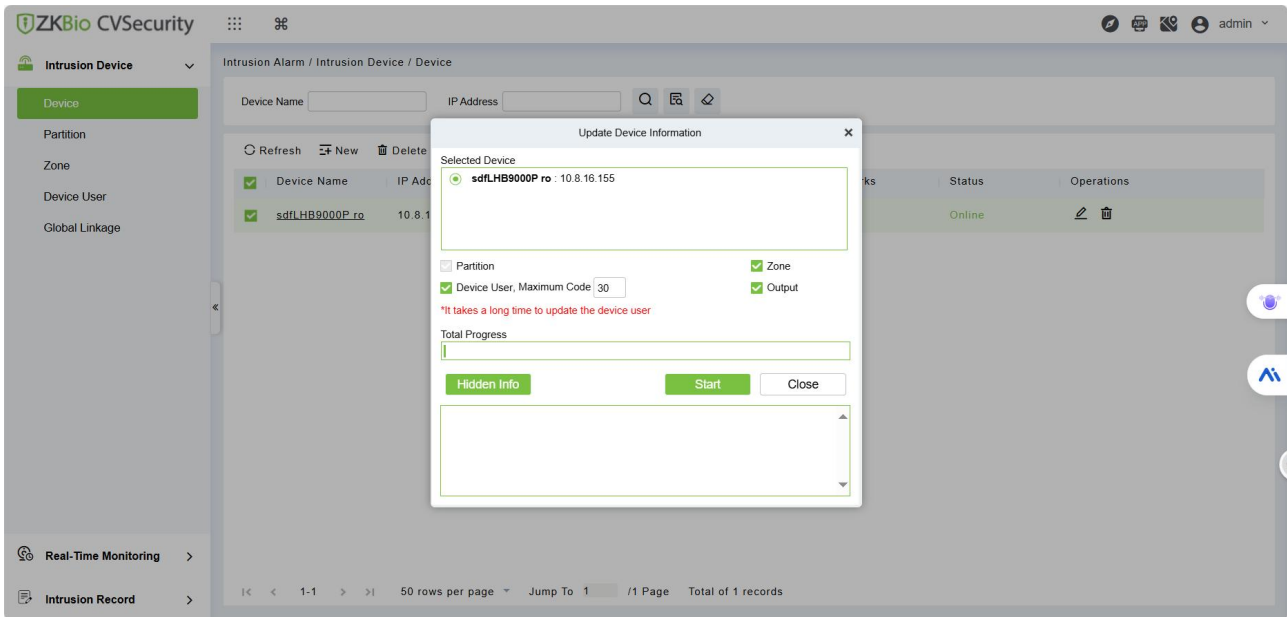 ZKBio CVSecurity
admin
Intrusion Device
Device
Partition
Zone
Device User
Global Linkage
Real-Time Monitoring
Intrusion Record
Intrusion Alarm / Intrusion Device / Device
Device Name
IP Address
Refresh New Delete
Device Name IP Add rks Status Operations
sdfLHB9000P ro 10.8.1 Online
Update Device Information
Selected Device
sdfLHB9000P ro : 10.8.16.155
Partition Zone
Device User, Maximum Code 30 Output
*It takes a long time to update the device user
Total Progress
Hidden Info Start Close
1-1 50 rows per page Jump To 1 /1 Page Total of 1 records